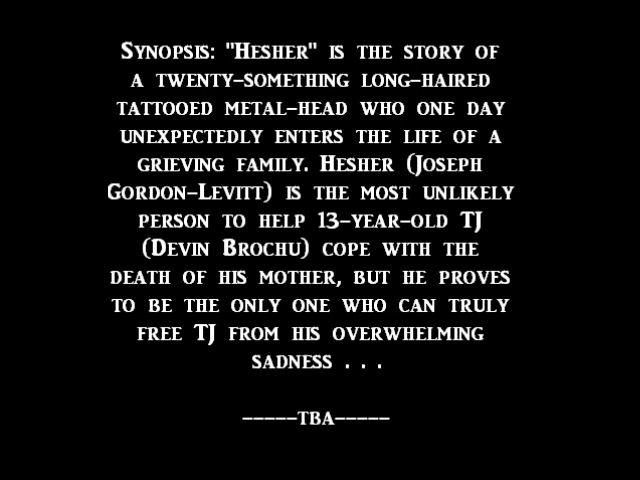 Synopsis: "Hesher" is the story of
a twenty-something long-haired
tattooed metal-head who one day
unexpectedly enters the life of a
grieving family. Hesher (Joseph
Gordon-Levitt) is the most unlikely
person to help 13-year-old TJ
(Devin Brochu) cope with the
death of his mother, but he proves
to be the only one who can truly
free TJ from his overwhelming
sadness . . .
-----TBA-----